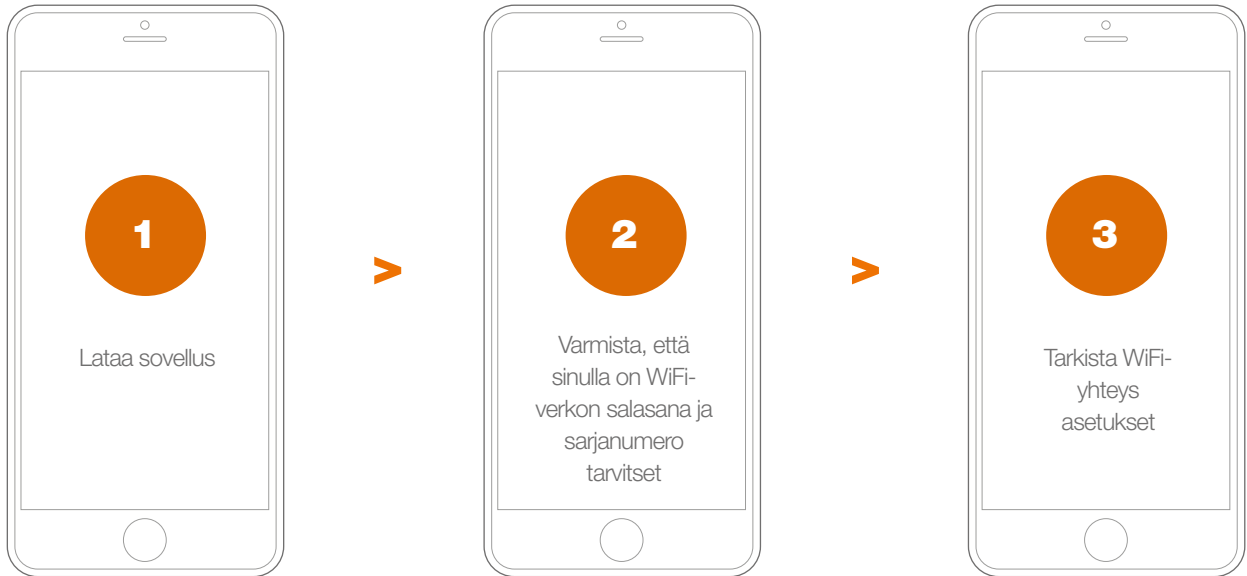 1
Lataa sovellus
>
2
Varmista, että
sinulla on WiFi-
verkon salasana ja
sarjanumero
tarvitset
>
3
Tarkista WiFi-
yhteys
asetukset